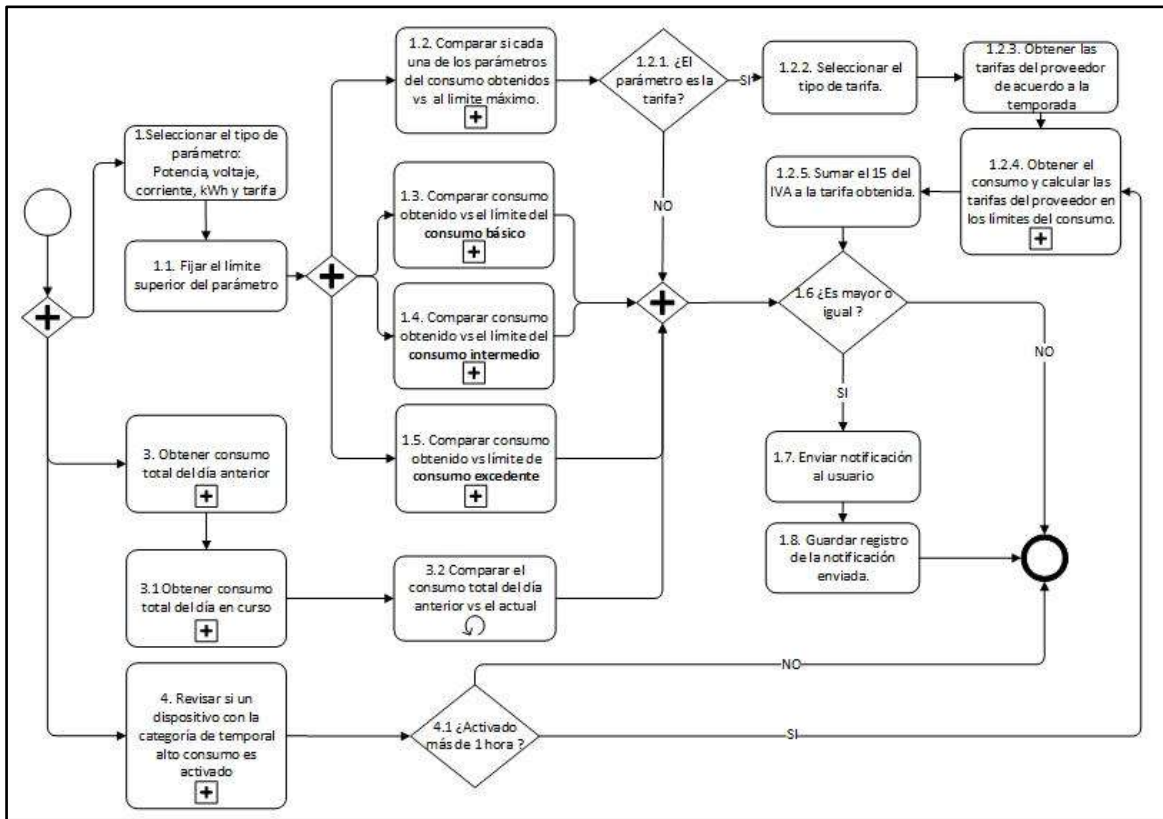 1.Seleccionar el tipo de
parámetro:
Potencia, voltaje,
corriente, kWh y tarifa
1.1. Fijar el límite
superior del parámetro
1.2. Comparar si cada
una de los parámetros
del consumo obtenidos
vs al límite máximo.
1.2.1. ¿El
parámetro es la
tarifa?
SI
NO
1.2.2. Seleccionar el
tipo de tarifa.
1.2.3. Obtener las
tarifas del proveedor
de acuerdo a la
temporada
1.2.4. Obtener el
consumo y calcular las
tarifas del proveedor en
los límites del consumo.
1.2.5. Sumar el 15 del
IVA a la tarifa obtenida.
1.3. Comparar consumo
obtenido vs el límite del
consumo básico
1.4. Comparar consumo
obtenido vs el límite del
consumo intermedio
1.5. Comparar consumo
obtenido vs límite de
consumo excedente
1.6 ¿Es mayor o
igual ?
NO
SI
1.7. Enviar notificación
al usuario
1.8. Guardar registro
de la notificación
enviada.
3. Obtener consumo
total del día anterior
3.1 Obtener consumo
total del día en curso
3.2 Comparar el
consumo total del día
anterior vs el actual
4. Revisar si un
dispositivo con la
categoría de temporal
alto consumo es
activado
4.1 ¿Activado
más de 1 hora ?
NO
SI